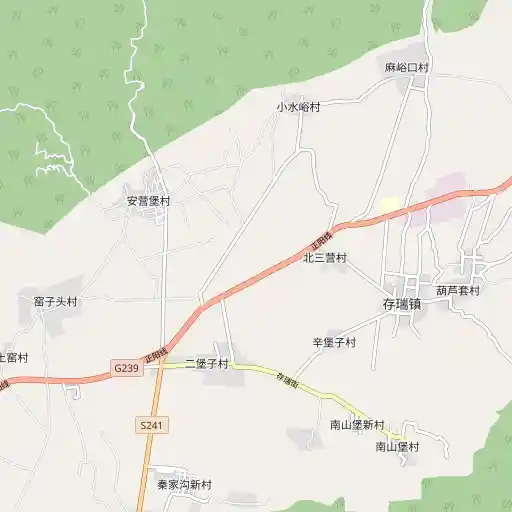 麻峪口村
小水峪村
安营堡村
正阳线
北三营村
葫芦套村
窑子头村
存瑞镇
辛堡子村
正阳线
土窑村
二堡子村
G239
存瑞街
S241
南山堡新村
南山堡村
秦家沟新村